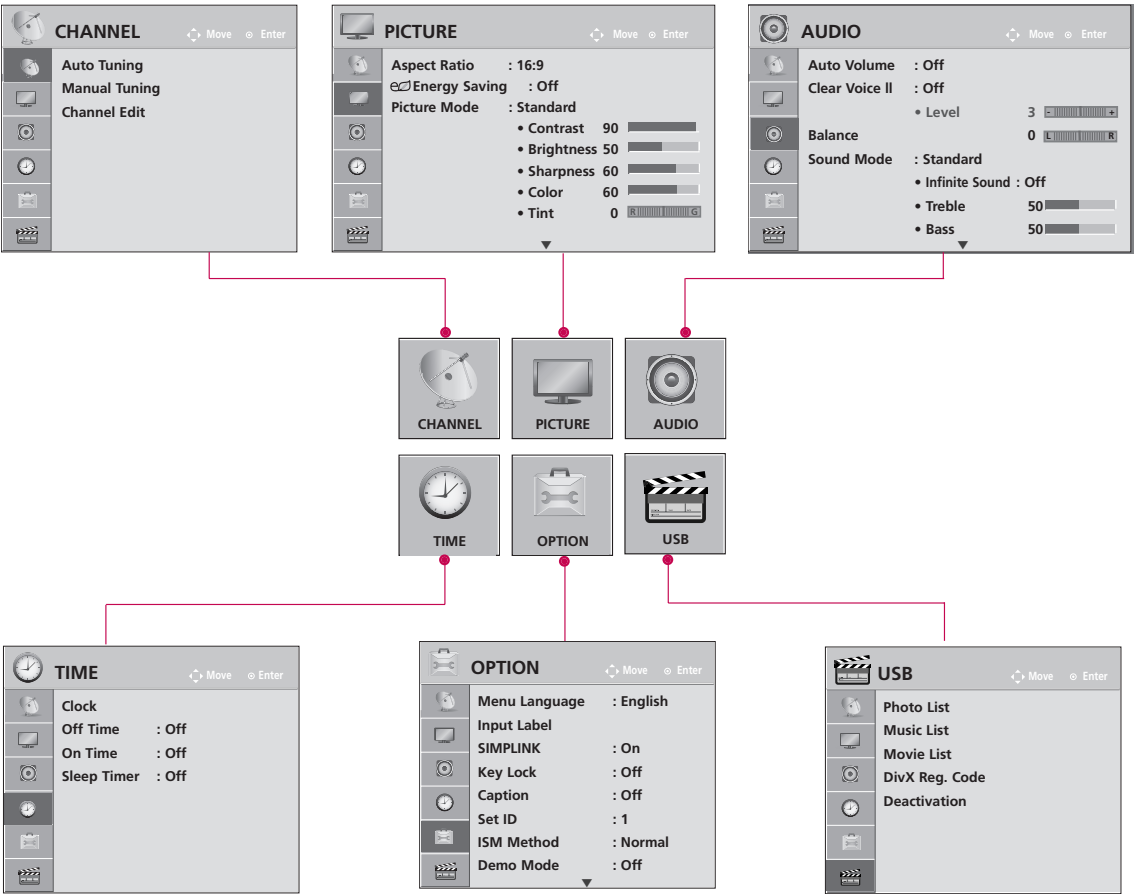 CHANNEL
Move Enter
Auto Tuning
Manual Tuning
Channel Edit
PICTURE
Move Enter
Aspect Ratio : 16:9
Energy Saving : Off
Picture Mode : Standard
• Contrast 90
• Brightness 50
• Sharpness 60
• Color 60
• Tint 0 R G
AUDIO
Move Enter
Auto Volume : Off
Clear Voice II : Off
• Level 3 - +
Balance 0 L R
Sound Mode : Standard
• Infinite Sound : Off
• Treble 50
• Bass 50
CHANNEL
PICTURE
AUDIO
TIME
OPTION
USB
TIME
Move Enter
Clock
Off Time : Off
On Time : Off
Sleep Timer : Off
OPTION
Move Enter
Menu Language : English
Input Label
SIMPLINK : On
Key Lock : Off
Caption : Off
Set ID : 1
ISM Method : Normal
Demo Mode : Off
USB
Move Enter
Photo List
Music List
Movie List
DivX Reg. Code
Deactivation